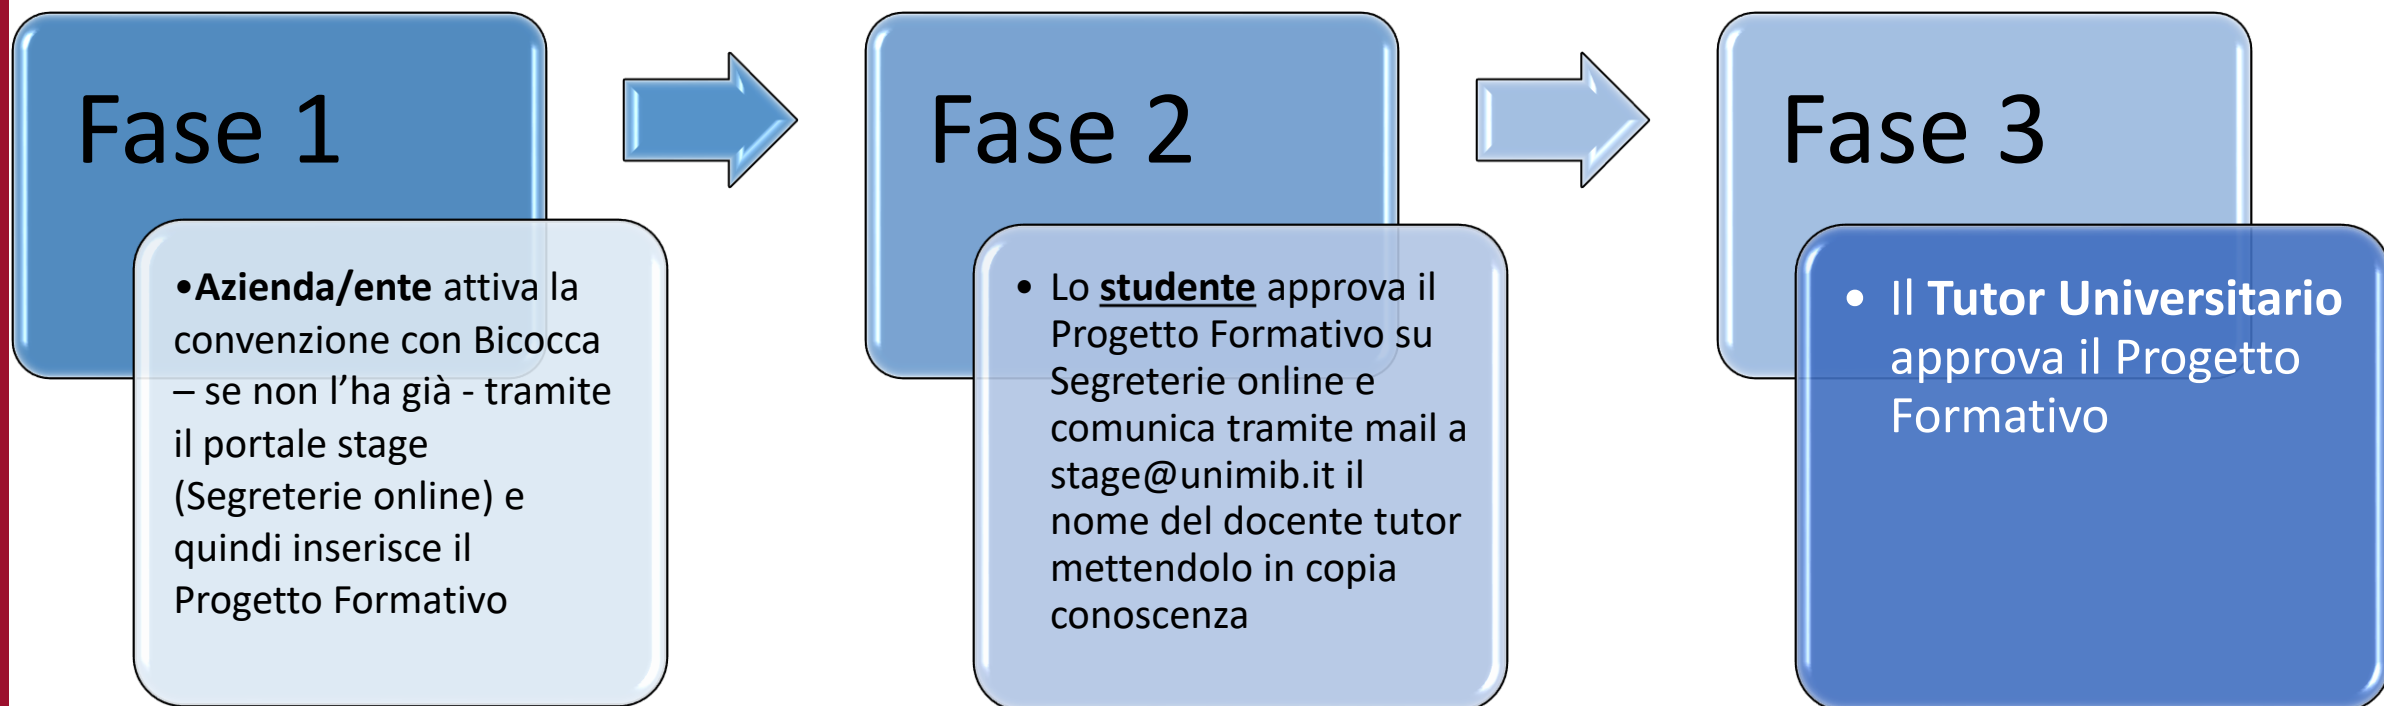 Fase 1
•Azienda/ente attiva la
convenzione con Bicocca
– se non l’ha già - tramite
il portale stage
(Segreterie online) e
quindi inserisce il
Progetto Formativo
Fase 2
• Lo studente approva il
Progetto Formativo su
Segreterie online e
comunica tramite mail a
stage@unimib.it il
nome del docente tutor
mettendolo in copia
conoscenza
Fase 3
• Il Tutor Universitario
approva il Progetto
Formativo